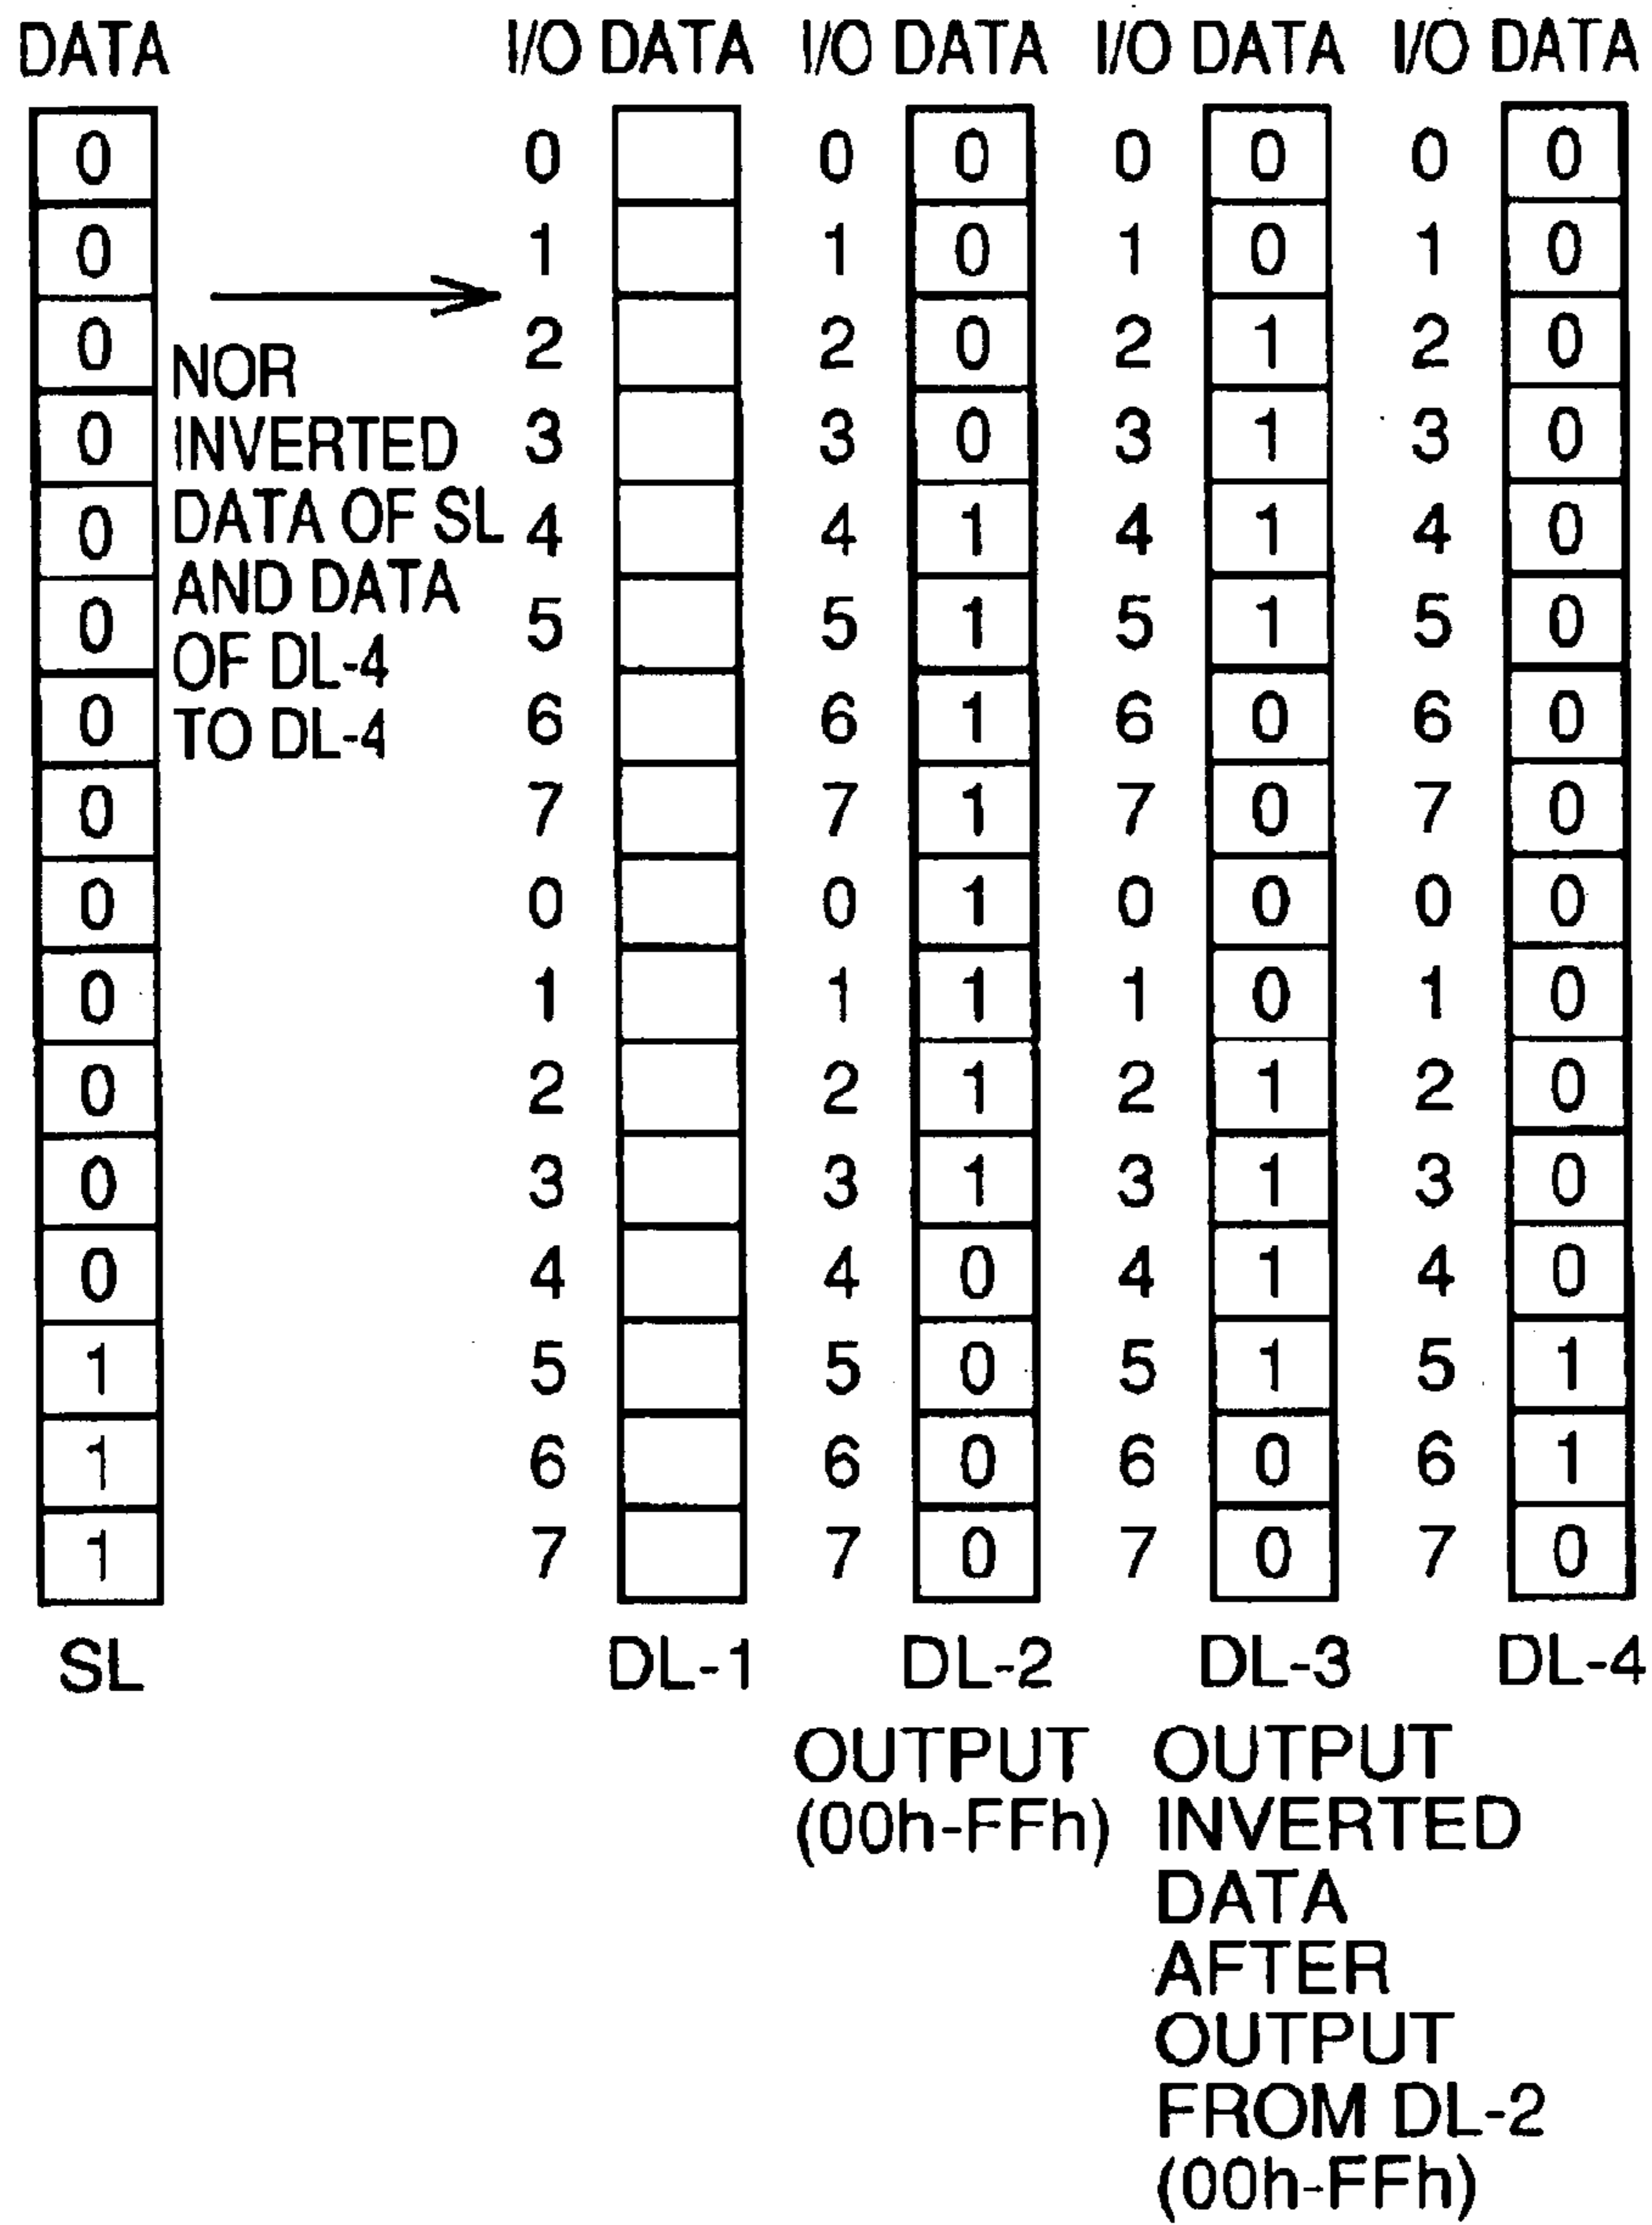 DATA I/O DATA I/O DATA I/O DATA I/O DATA
0 0 0 0 0 0 0 0
0 1 1 0 1 0 1 0
0 2 2 0 2 1 2 0
0 3 3 0 3 1 3 0
0 4 4 1 4 1 4 0
0 5 5 1 5 1 5 0
0 6 6 1 6 0 6 0
0 7 7 1 7 0 7 0
0 0 0 1 0 0 0 0
0 1 1 1 1 0 1 0
0 2 2 1 2 1 2 0
0 3 3 1 3 1 3 0
0 4 4 0 4 1 4 0
1 5 5 0 5 1 5 1
1 6 6 0 6 0 6 1
1 7 7 0 7 0 7 0
NOR
INVERTED
DATA OF SL
AND DATA
OF DL-4
TO DL-4
SL DL-1 DL-2 DL-3 DL-4
OUTPUT
(00h-FFh)
OUTPUT
INVERTED
DATA
AFTER
OUTPUT
FROM DL-2
(00h-FFh)